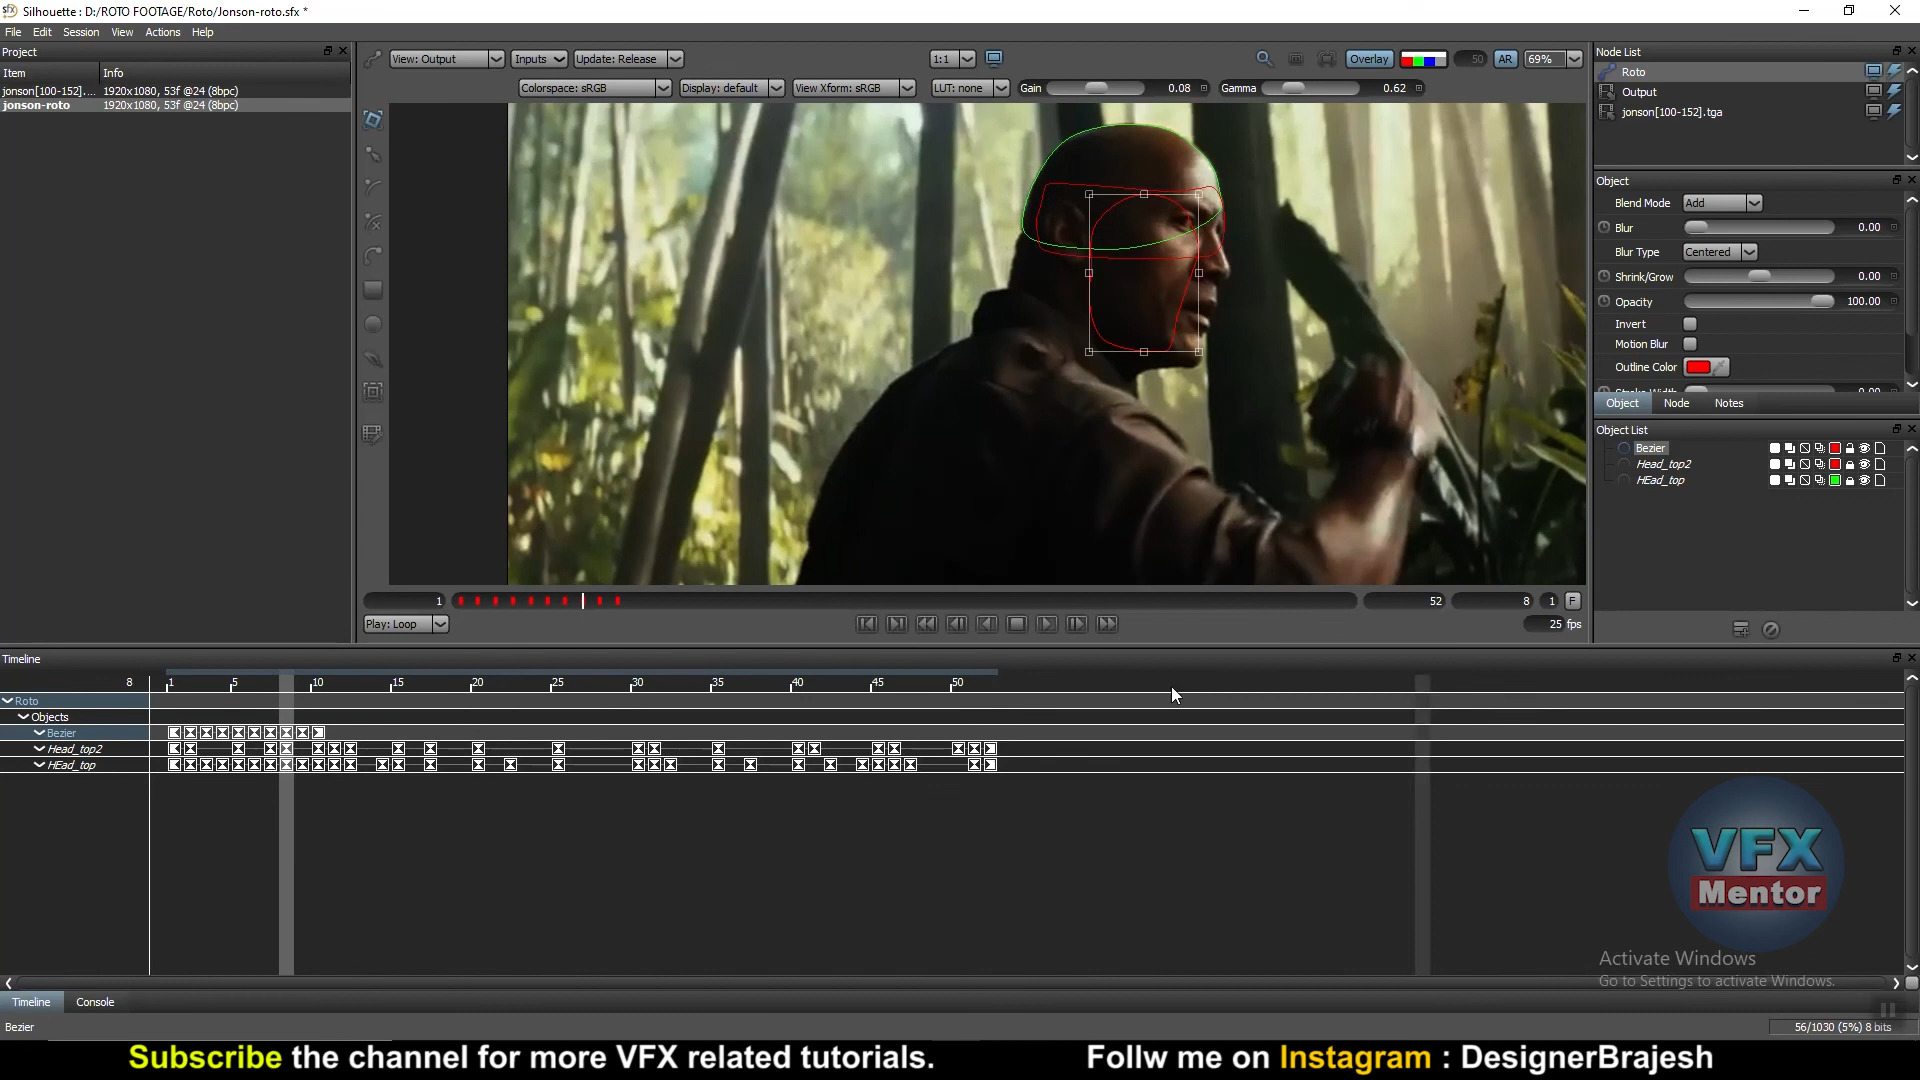 Silhouette : D:/ROTO FOOTAGE/Roto/Jonson-roto.sfx *
File Edit Session View Actions Help
Project
Item Info
jonson[100-152].... 1920x1080, 53f @24 (8bpc)
jonson-roto 1920x1080, 53f @24 (8bpc)
View: Output Inputs Update: Release 1:1 Overlay 50 AR 69%
Colorspace: sRGB Display: default View Xform: sRGB LUT: none Gain 0.08 Gamma 0.62
Node List
Roto
Output
jonson[100-152].tga
Object
Blend Mode Add
Blur 0.00
Blur Type Centered
Shrink/Grow 0.00
Opacity 100.00
Invert
Motion Blur
Outline Color
Object Node Notes
Object List
Bezier
Head_top2
HEad_top
1 52 8 1 F
Play: Loop 25 fps
Timeline
8 1 5 10 15 20 25 30 35 40 45 50
Roto
Objects
Bezier
Head_top2
HEad_top
VFX
Mentor
Activate Windows
Go to Settings to activate Windows.
Timeline Console
Bezier 56/1030 (5%) 8 bits
Subscribe the channel for more VFX related tutorials. Follw me on Instagram : DesignerBrajesh